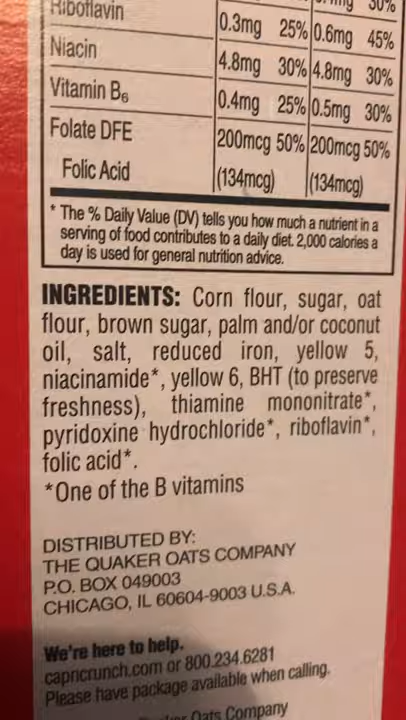 Riboflavin 0.3mg 25% 0.6mg 45%
Niacin 4.8mg 30% 4.8mg 30%
Vitamin B₆ 0.4mg 25% 0.5mg 30%
Folate DFE 200mcg 50% 200mcg 50%
Folic Acid (134mcg) (134mcg)
* The % Daily Value (DV) tells you how much a nutrient in a
serving of food contributes to a daily diet. 2,000 calories a
day is used for general nutrition advice.
INGREDIENTS: Corn flour, sugar, oat
flour, brown sugar, palm and/or coconut
oil, salt, reduced iron, yellow 5,
niacinamide*, yellow 6, BHT (to preserve
freshness), thiamine mononitrate*,
pyridoxine hydrochloride*, riboflavin*,
folic acid*.
*One of the B vitamins
DISTRIBUTED BY:
THE QUAKER OATS COMPANY
P.O. BOX 049003
CHICAGO, IL 60604-9003 U.S.A.
We're here to help.
capncrunch.com or 800.234.6281
Please have package available when calling.
Oats Company